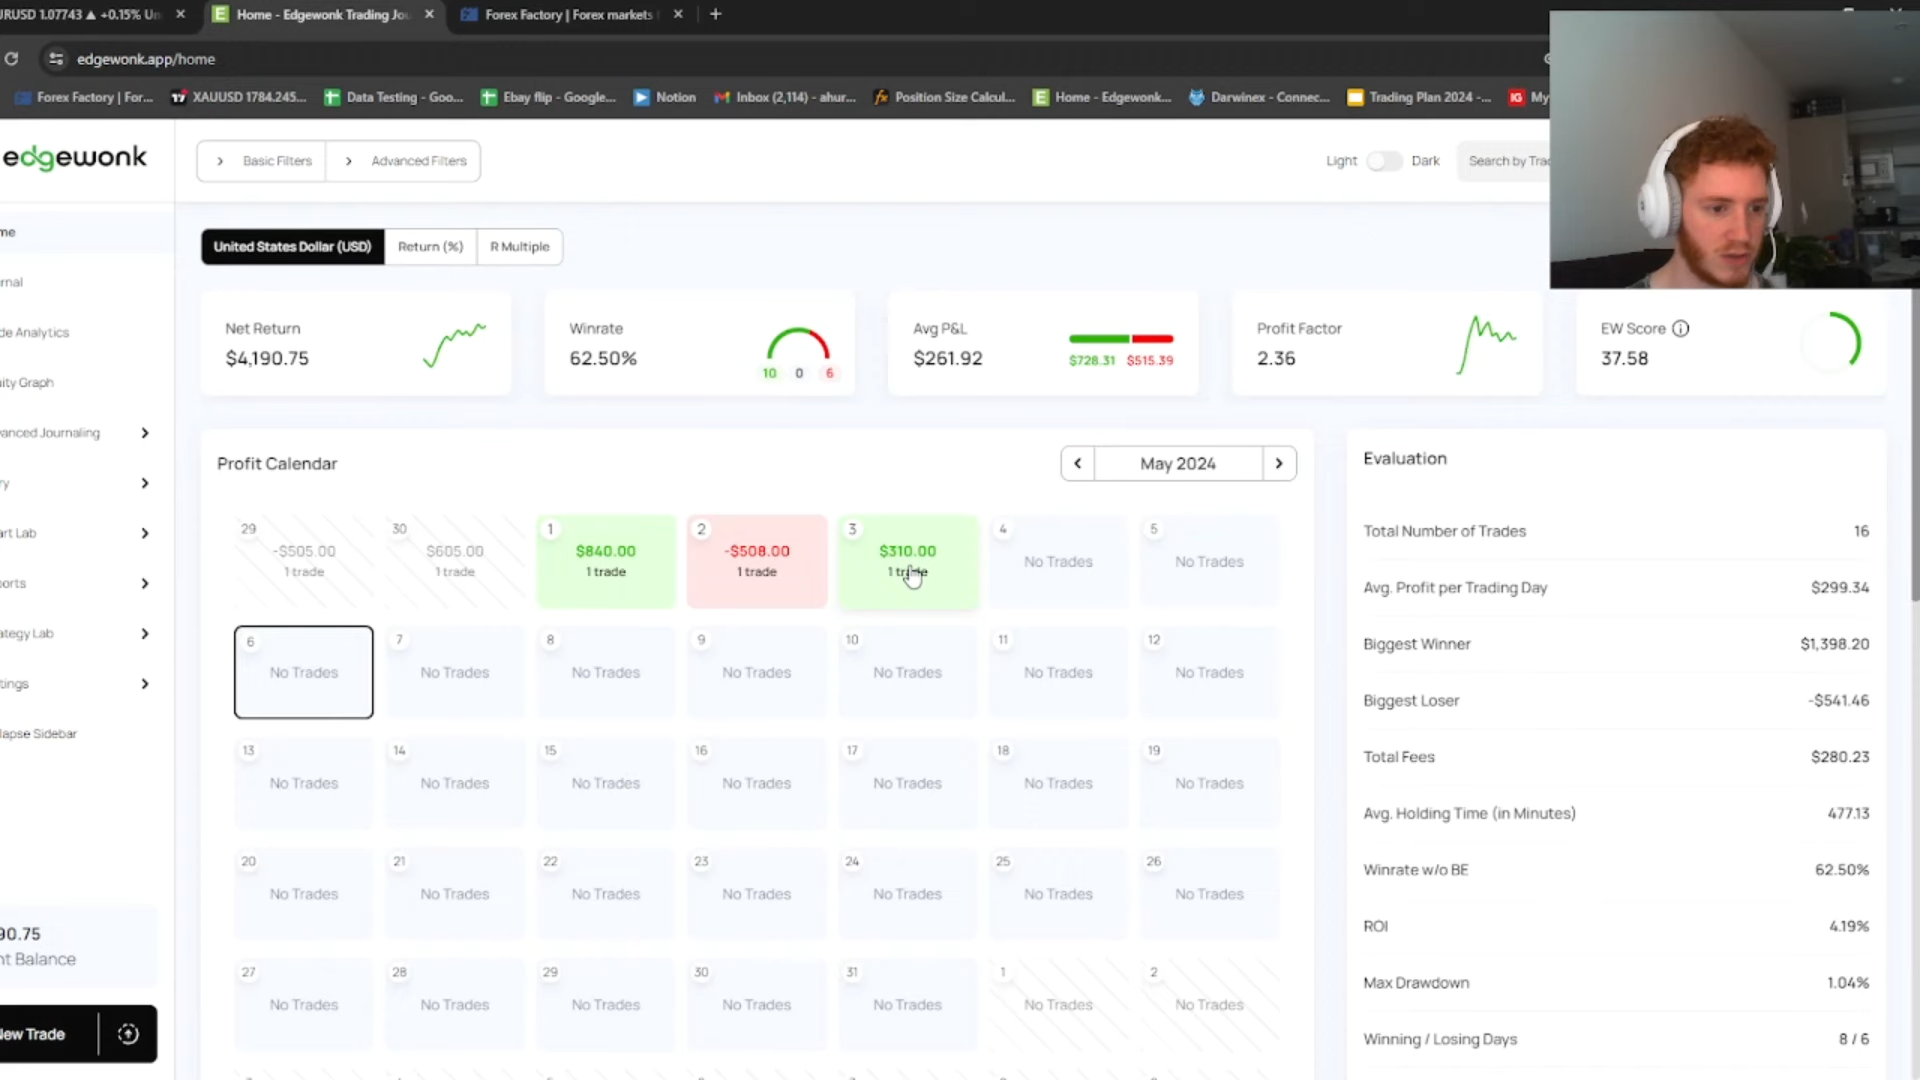 URUSD 1.07743 ▲ +0.15% Un
Home - Edgewonk Trading Jou
Forex Factory | Forex markets
edgewonk.app/home
Forex Factory | For...
XAUUSD 1784.245...
Data Testing - Goo...
Ebay flip - Google...
Notion
Inbox (2,114) - ahur...
Position Size Calcul...
Home - Edgewonk...
Darwinex - Connec...
Trading Plan 2024 -...
IG My
edgewonk
Basic Filters
Advanced Filters
Light
Dark
Search by Trad
me
rnal
de Analytics
uity Graph
vanced Journaling
ry
art Lab
orts
ategy Lab
tings
lapse Sidebar
90.75
nt Balance
New Trade
United States Dollar (USD)
Return (%)
R Multiple
Net Return
$4,190.75
Winrate
62.50%
10 0 6
Avg P&L
$261.92
$728.31 $515.39
Profit Factor
2.36
EW Score
37.58
Profit Calendar
May 2024
29 30 1 2 3 4 5
-$505.00 $605.00 $840.00 -$508.00 $310.00 No Trades No Trades
1 trade 1 trade 1 trade 1 trade 1 trade
6 7 8 9 10 11 12
No Trades No Trades No Trades No Trades No Trades No Trades No Trades
13 14 15 16 17 18 19
No Trades No Trades No Trades No Trades No Trades No Trades No Trades
20 21 22 23 24 25 26
No Trades No Trades No Trades No Trades No Trades No Trades No Trades
27 28 29 30 31 1 2
No Trades No Trades No Trades No Trades No Trades No Trades No Trades
Evaluation
Total Number of Trades 16
Avg. Profit per Trading Day $299.34
Biggest Winner $1,398.20
Biggest Loser -$541.46
Total Fees $280.23
Avg. Holding Time (in Minutes) 477.13
Winrate w/o BE 62.50%
ROI 4.19%
Max Drawdown 1.04%
Winning / Losing Days 8 / 6